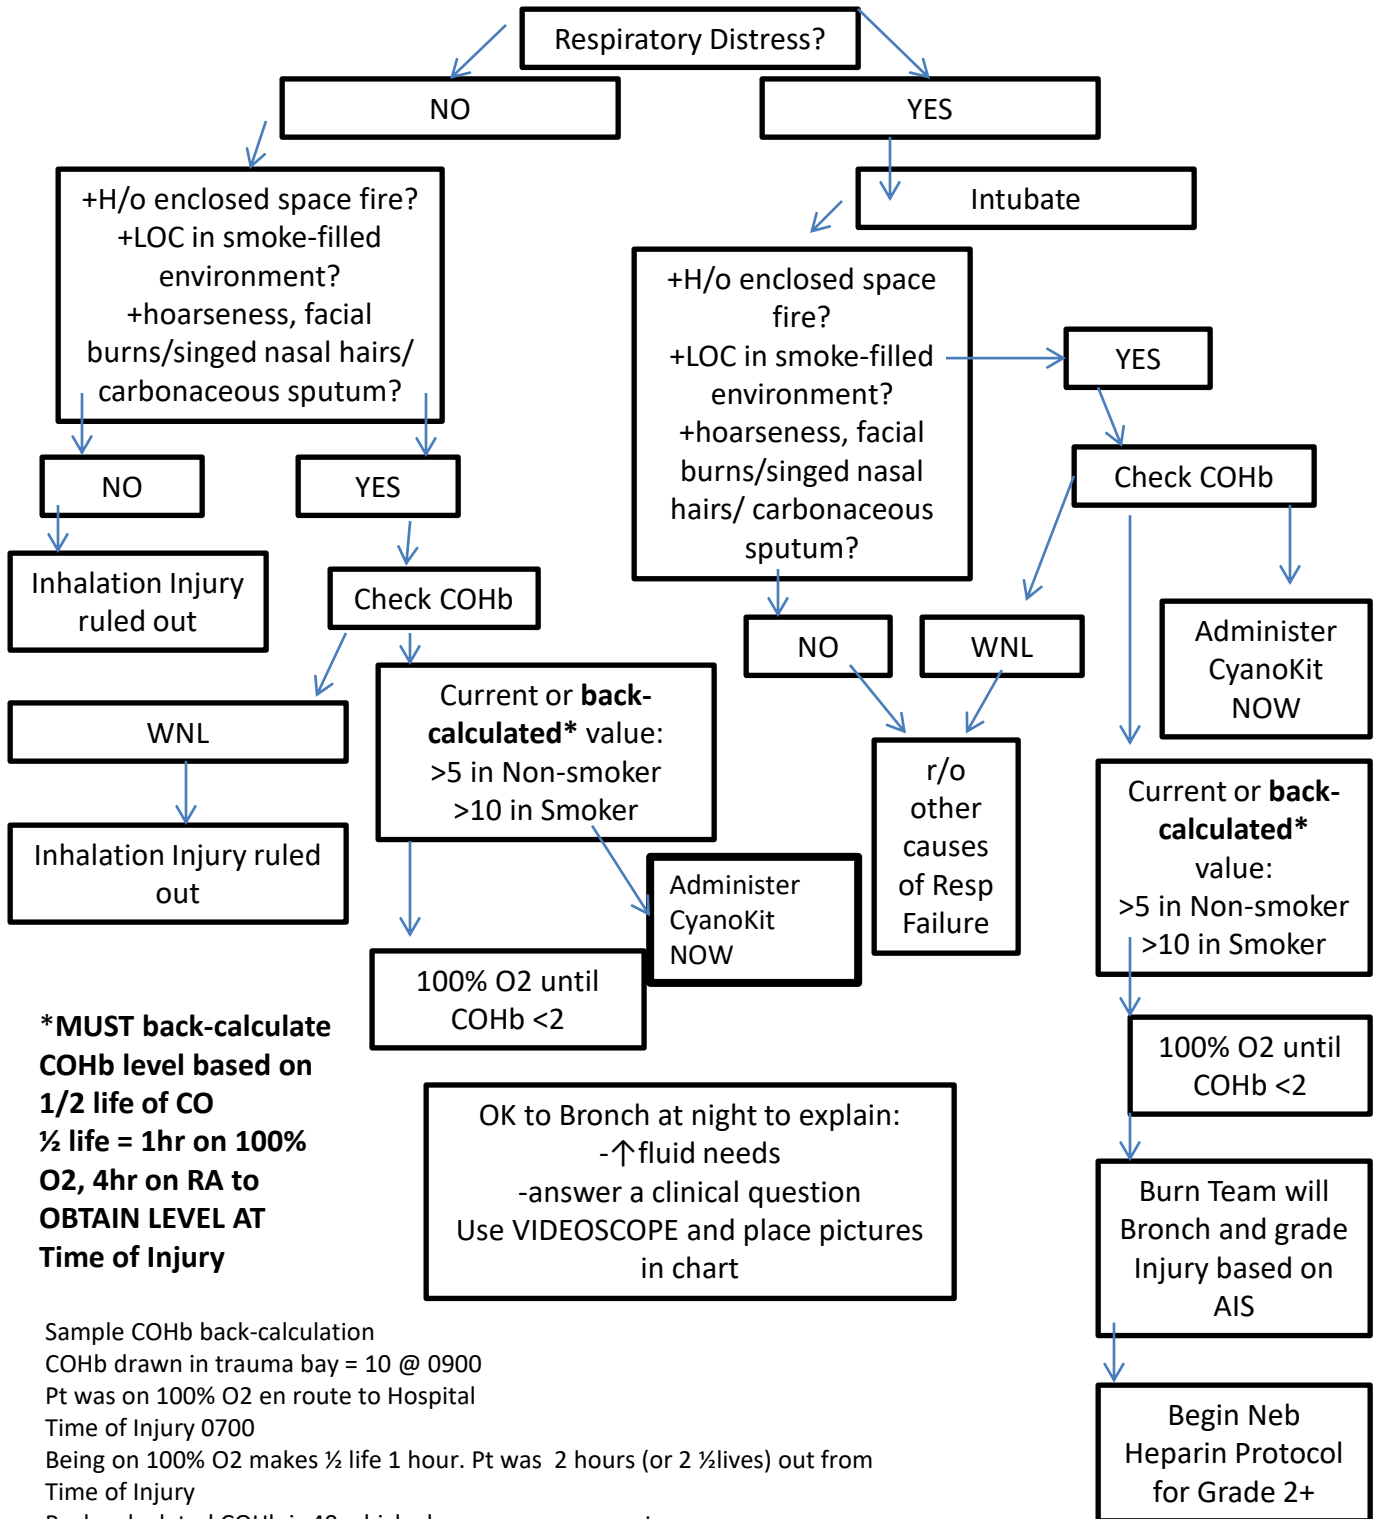 Respiratory Distress?
NO
YES
+H/o enclosed space fire?
+LOC in smoke-filled
environment?
+hoarseness, facial
burns/singed nasal hairs/
carbonaceous sputum?
Intubate
+H/o enclosed space
fire?
+LOC in smoke-filled
environment?
+hoarseness, facial
burns/singed nasal
hairs/ carbonaceous
sputum?
YES
NO
YES
Check COHb
Inhalation Injury
ruled out
Check COHb
NO
WNL
Administer
CyanoKit
NOW
WNL
Current or back-
calculated* value:
>5 in Non-smoker
>10 in Smoker
r/o
other
causes
of Resp
Failure
Current or back-
calculated*
value:
>5 in Non-smoker
>10 in Smoker
Inhalation Injury ruled
out
Administer
CyanoKit
NOW
100% O2 until
COHb <2
100% O2 until
COHb <2
*MUST back-calculate
COHb level based on
1/2 life of CO
½ life = 1hr on 100%
O2, 4hr on RA to
OBTAIN LEVEL AT
Time of Injury
OK to Bronch at night to explain:
-↑fluid needs
-answer a clinical question
Use VIDEOSCOPE and place pictures
in chart
Burn Team will
Bronch and grade
Injury based on
AIS
Begin Neb
Heparin Protocol
for Grade 2+
Sample COHb back-calculation
COHb drawn in trauma bay = 10 @ 0900
Pt was on 100% O2 en route to Hospital
Time of Injury 0700
Being on 100% O2 makes ½ life 1 hour. Pt was 2 hours (or 2 ½lives) out from
Time of Injury